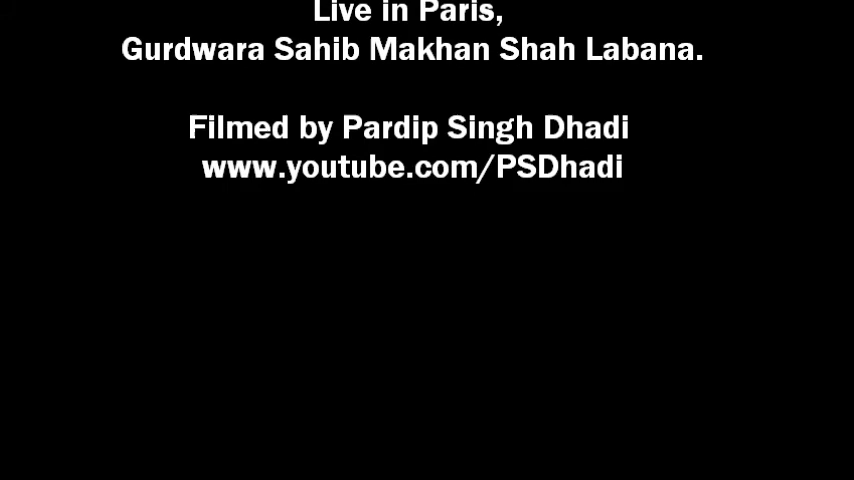 Live in Paris,
Gurdwara Sahib Makhan Shah Labana.
Filmed by Pardip Singh Dhadi
www.youtube.com/PSDhadi